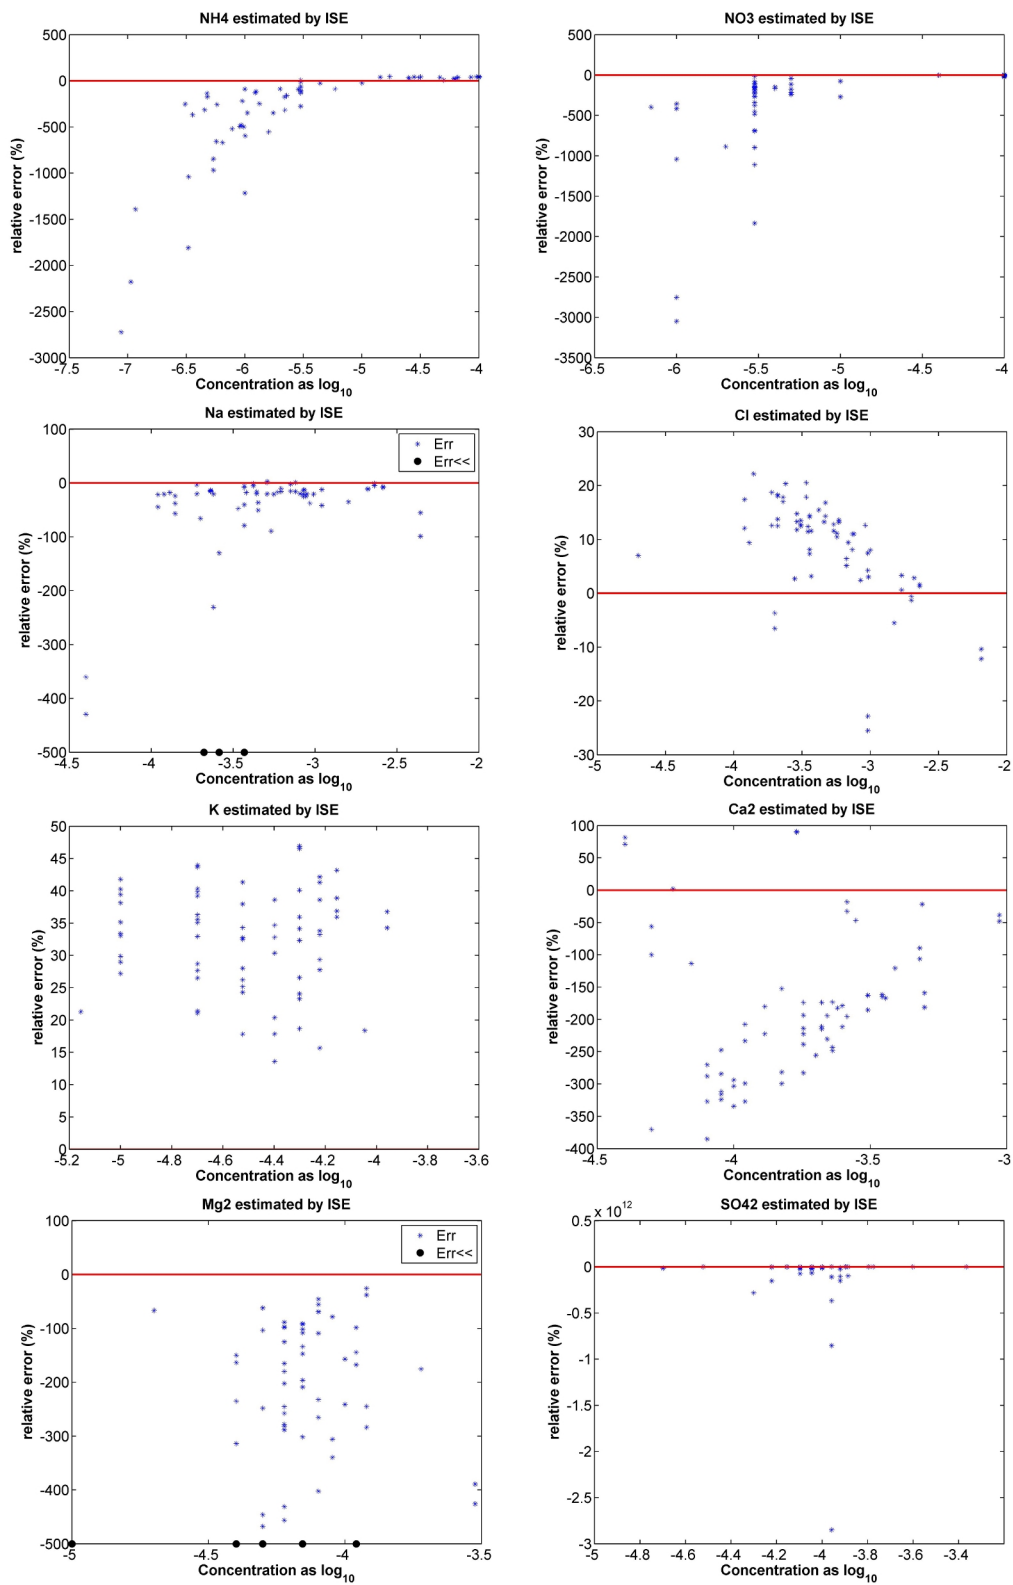 NH4 estimated by ISE
500
0
-500
-1000
-1500
-2000
-2500
-3000
relative error (%)
-7.5 -7 -6.5 -6 -5.5 -5 -4.5 -4
Concentration as log10
NO3 estimated by ISE
500
0
-500
-1000
-1500
-2000
-2500
-3000
-3500
relative error (%)
-6.5 -6 -5.5 -5 -4.5 -4
Concentration as log10
Na estimated by ISE
100
0
-100
-200
-300
-400
-500
relative error (%)
Err
Err<<
-4.5 -4 -3.5 -3 -2.5 -2
Concentration as log10
Cl estimated by ISE
30
20
10
0
-10
-20
-30
relative error (%)
-5 -4.5 -4 -3.5 -3 -2.5 -2
Concentration as log10
K estimated by ISE
50
45
40
35
30
25
20
15
10
5
0
relative error (%)
-5.2 -5 -4.8 -4.6 -4.4 -4.2 -4 -3.8 -3.6
Concentration as log10
Ca2 estimated by ISE
100
50
0
-50
-100
-150
-200
-250
-300
-350
-400
relative error (%)
-4.5 -4 -3.5 -3
Concentration as log10
Mg2 estimated by ISE
100
0
-100
-200
-300
-400
-500
relative error (%)
Err
Err<<
-5 -4.5 -4 -3.5
Concentration as log10
SO42 estimated by ISE
x 10^12
0.5
0
-0.5
-1
-1.5
-2
-2.5
-3
relative error (%)
-5 -4.8 -4.6 -4.4 -4.2 -4 -3.8 -3.6 -3.4
Concentration as log10